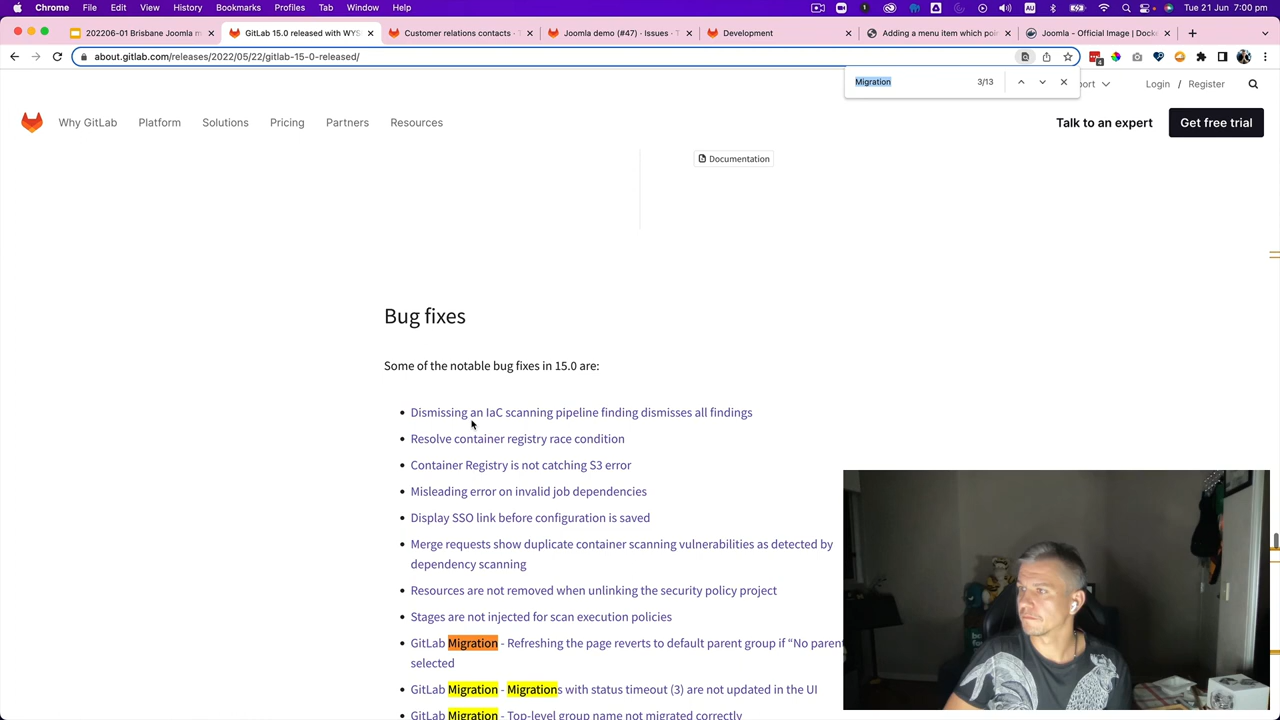 Chrome File Edit View History Bookmarks Profiles Tab Window Help Tue 21 Jun 7:00 pm
202206-01 Brisbane Joomla m
GitLab 15.0 released with WYS
Customer relations contacts · T
Joomla demo (#47) · Issues · T
Development
Adding a menu item which poi
Joomla - Official Image | Dock
about.gitlab.com/releases/2022/05/22/gitlab-15-0-released/
Migration 3/13
port Login / Register
Why GitLab Platform Solutions Pricing Partners Resources Talk to an expert Get free trial
Documentation
Bug fixes
Some of the notable bug fixes in 15.0 are:
Dismissing an IaC scanning pipeline finding dismisses all findings
Resolve container registry race condition
Container Registry is not catching S3 error
Misleading error on invalid job dependencies
Display SSO link before configuration is saved
Merge requests show duplicate container scanning vulnerabilities as detected by
dependency scanning
Resources are not removed when unlinking the security policy project
Stages are not injected for scan execution policies
GitLab Migration - Refreshing the page reverts to default parent group if “No parent
selected
GitLab Migration - Migrations with status timeout (3) are not updated in the UI
GitLab Migration - Top-level group name not migrated correctly